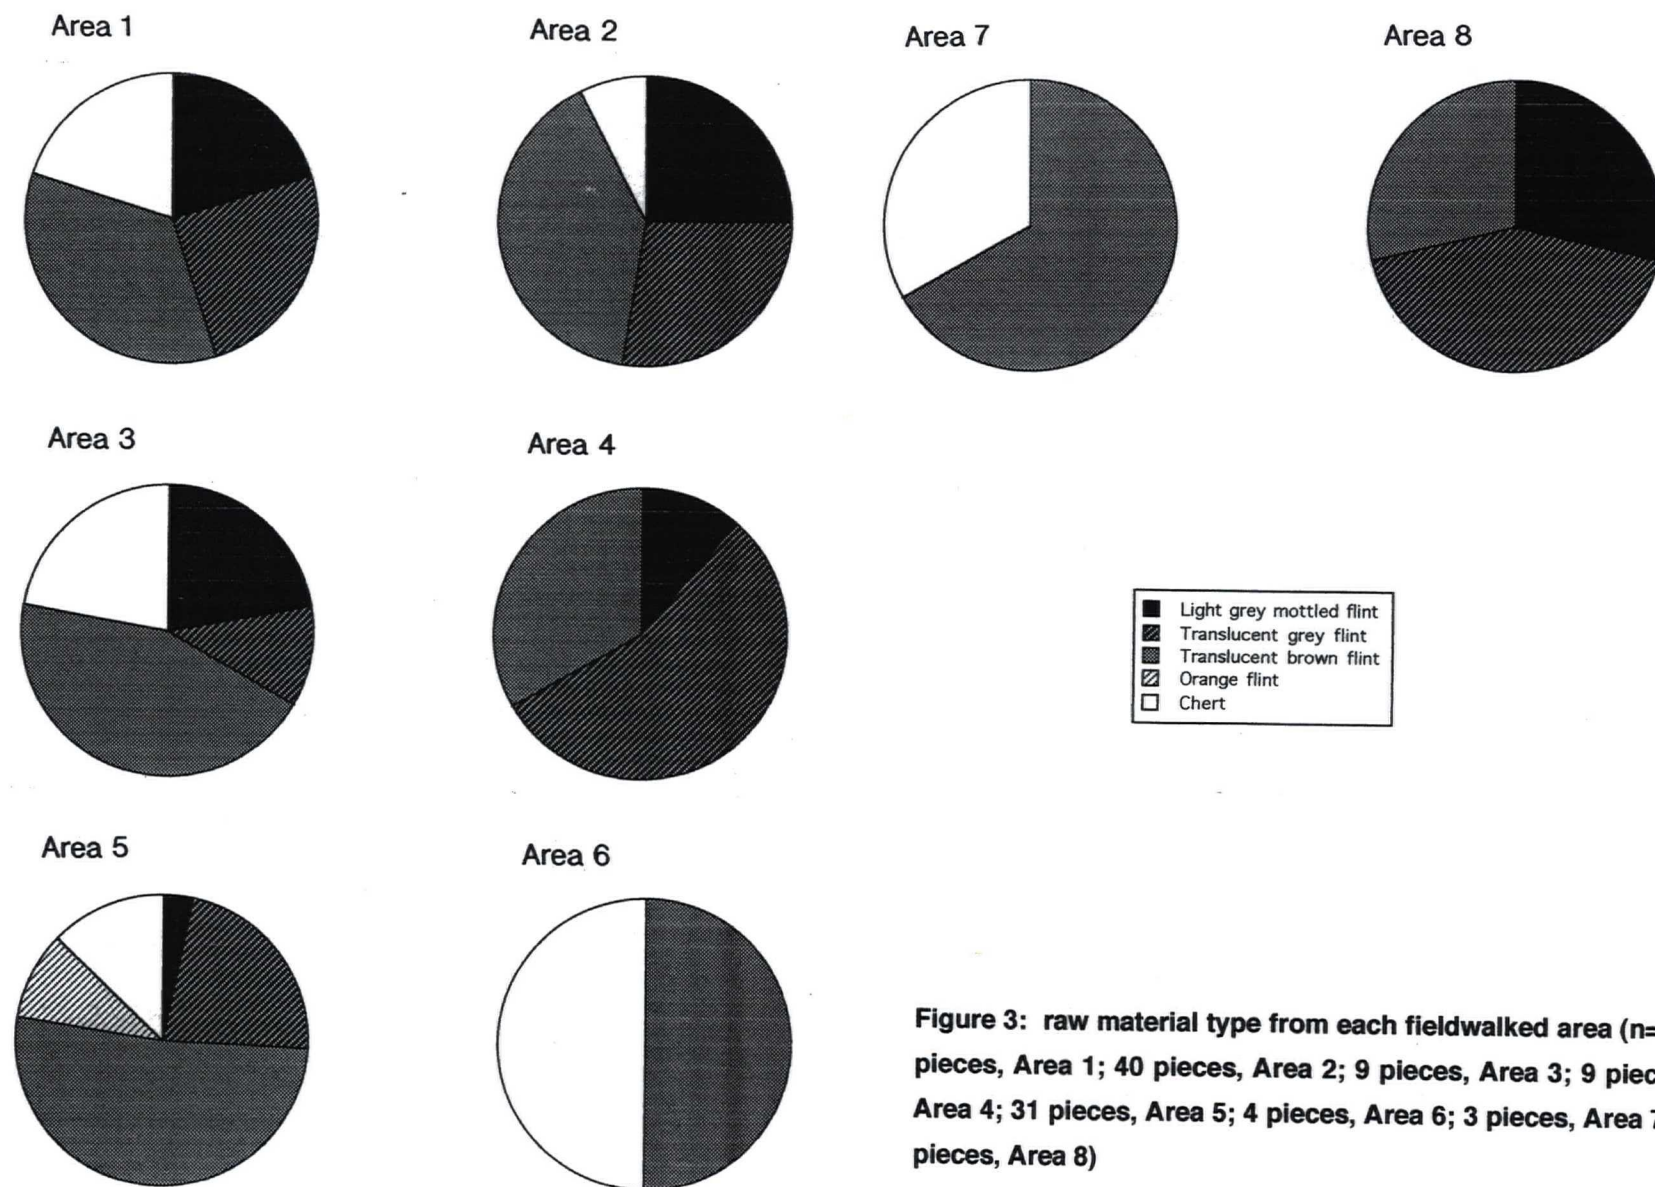 Area 1
Area 2
Area 7
Area 8
Area 3
Area 4
Light grey mottled flint
Translucent grey flint
Translucent brown flint
Orange flint
Chert
Area 5
Area 6
Figure 3: raw material type from each fieldwalked area (n=
pieces, Area 1; 40 pieces, Area 2; 9 pieces, Area 3; 9 piec
Area 4; 31 pieces, Area 5; 4 pieces, Area 6; 3 pieces, Area 7
pieces, Area 8)